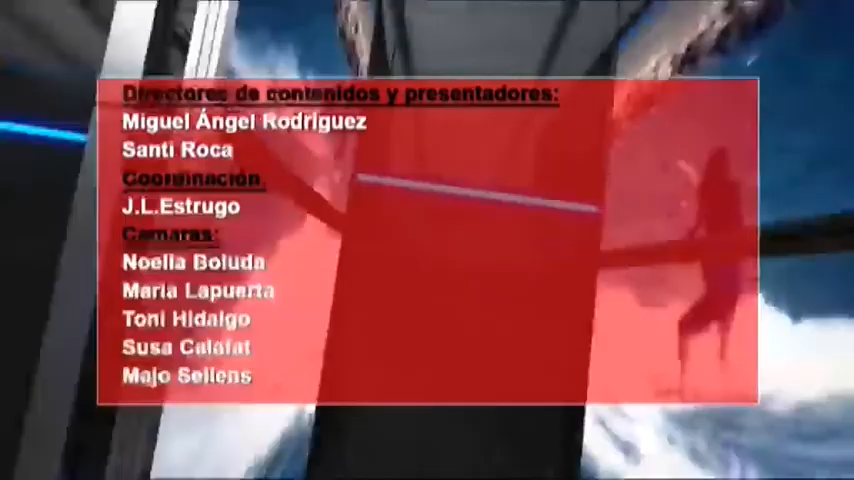 Directores de contenidos y presentadores:
Miguel Ángel Rodríguez
Santi Roca
Coordinación
J.L.Estrugo
Camaras:
Noelia Boluda
Maria Lapuerta
Toni Hidalgo
Susa Calafat
Majo Sellens